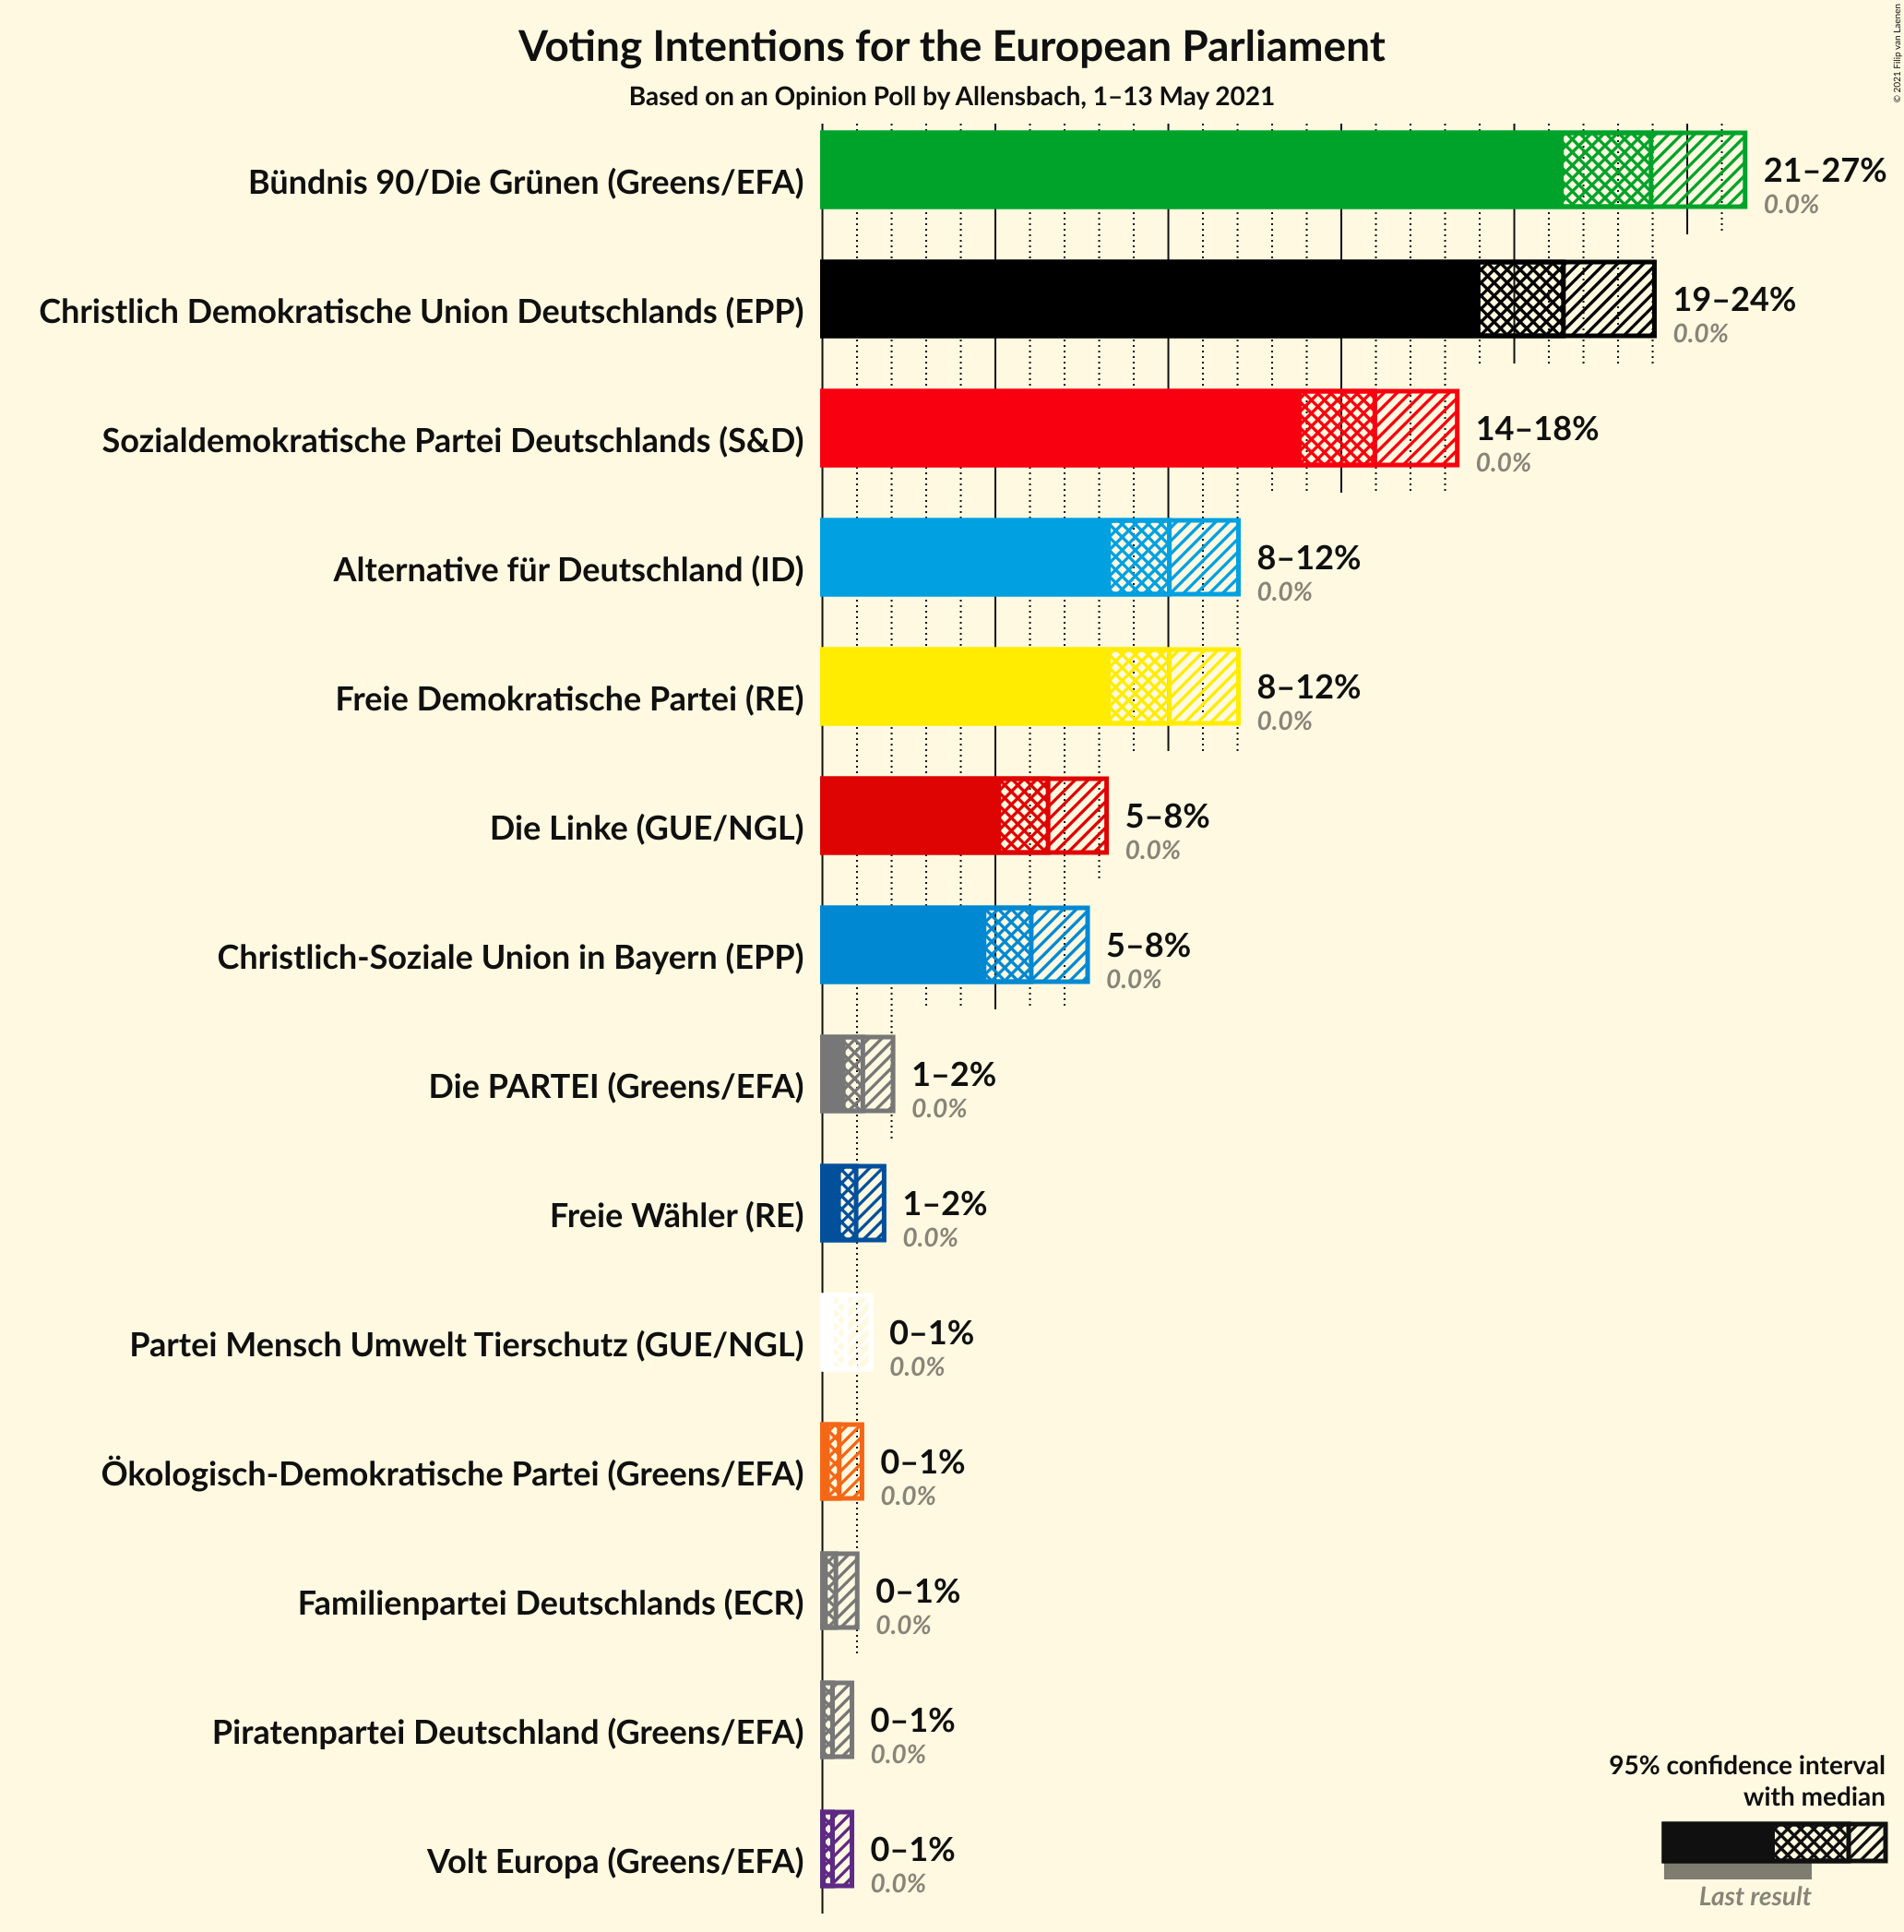 Voting Intentions for the European Parliament
Based on an Opinion Poll by Allensbach, 1–13 May 2021
© 2021 Filip van Laenen
Bündnis 90/Die Grünen (Greens/EFA)
21–27%
0.0%
Christlich Demokratische Union Deutschlands (EPP)
19–24%
0.0%
Sozialdemokratische Partei Deutschlands (S&D)
14–18%
0.0%
Alternative für Deutschland (ID)
8–12%
0.0%
Freie Demokratische Partei (RE)
8–12%
0.0%
Die Linke (GUE/NGL)
5–8%
0.0%
Christlich-Soziale Union in Bayern (EPP)
5–8%
0.0%
Die PARTEI (Greens/EFA)
1–2%
0.0%
Freie Wähler (RE)
1–2%
0.0%
Partei Mensch Umwelt Tierschutz (GUE/NGL)
0–1%
0.0%
Ökologisch-Demokratische Partei (Greens/EFA)
0–1%
0.0%
Familienpartei Deutschlands (ECR)
0–1%
0.0%
Piratenpartei Deutschland (Greens/EFA)
0–1%
0.0%
Volt Europa (Greens/EFA)
0–1%
0.0%
95% confidence interval
with median
Last result